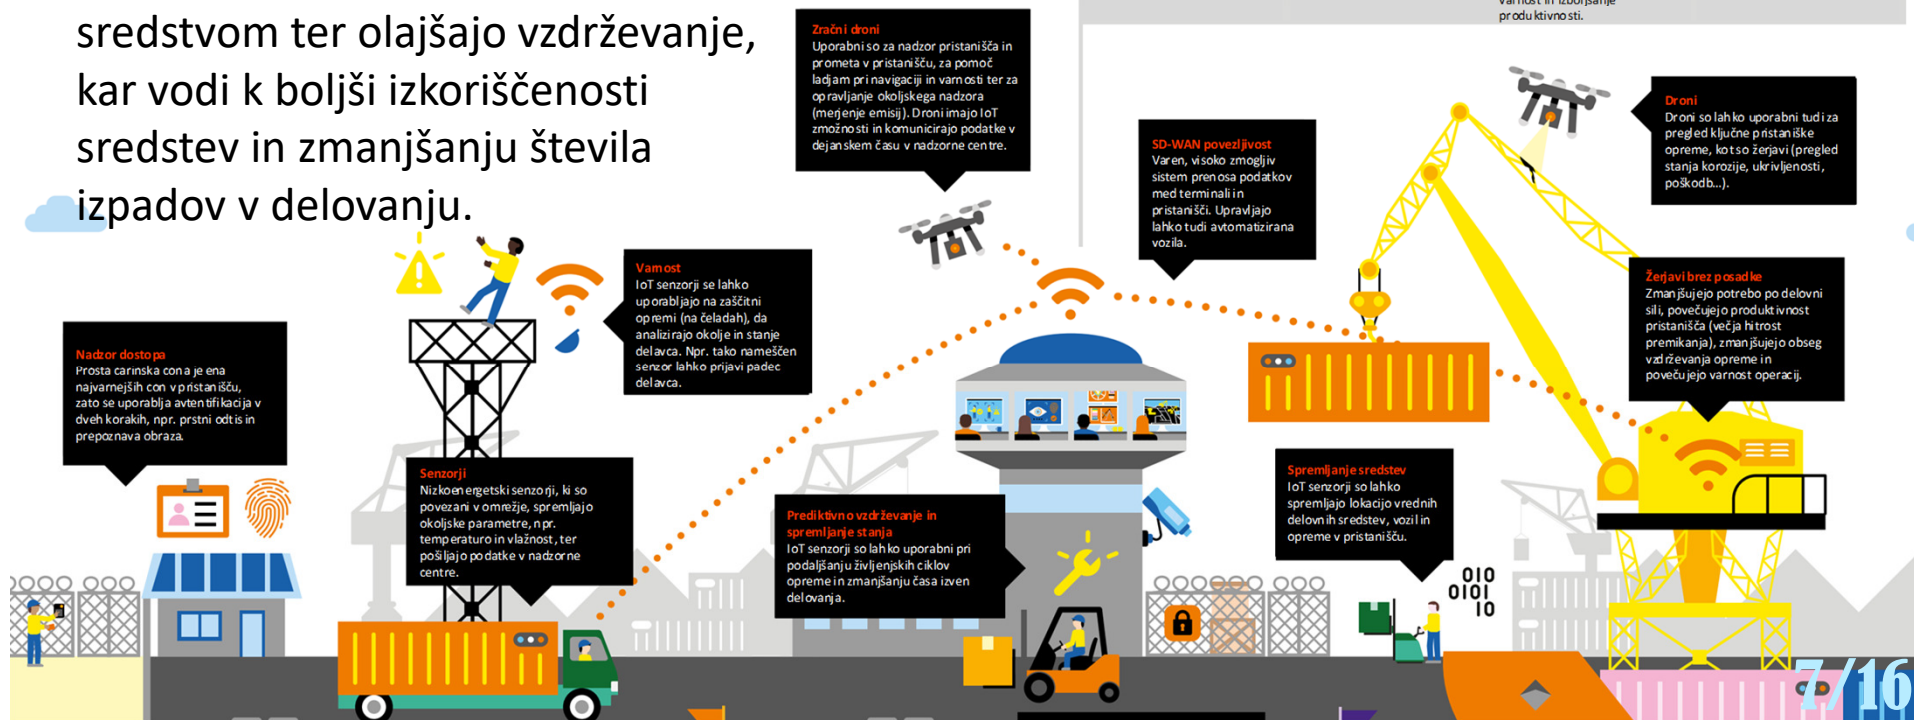 sredstvom ter olajšajo vzdrževanje,
kar vodi k boljši izkoriščenosti
sredstev in zmanjšanju števila
izpadov v delovanju.
varnost in izboljšanje
produktivnosti.
Zračni droni
Uporabni so za nadzor pristanišča in
prometa v pristanišču, za pomoč
ladjam pri navigaciji in varnosti ter za
opravljanje okoljskega nadzora
(merjenje emisij). Droni imajo IoT
zmožnosti in komunicirajo podatke v
dejanskem času v nadzorne centre.
SD-WAN povezljivost
Varen, visoko zmogljiv
sistem prenosa podatkov
med terminali in
pristanišči. Upravljajo
lahko tudi avtomatizirana
vozila.
Droni
Droni so lahko uporabni tudi za
pregled ključne pristaniške
opreme, kot so žerjavi (pregled
stanja korozije, ukrivljenosti,
poškodb...).
Varnost
IoT senzorji se lahko
uporabljajo na zaščitni
opremi (na čeladah), da
analizirajo okolje in stanje
delavca. Npr. tako nameščen
senzor lahko prijavi padec
delavca.
Žerjavi brez posadke
Zmanjšujejo potrebo po delovni
sili, povečujejo produktivnost
pristanišča (večja hitrost
premikanja), zmanjšujejo obseg
vzdrževanja opreme in
povečujejo varnost operacij.
Nadzor dostopa
Prosta carinska cona je ena
najvarnejših con v pristanišču,
zato se uporablja avtentifikacija v
dveh korakih, npr. prstni odtis in
prepoznava obraza.
Senzorji
Nizkoenergetski senzorji, ki so
povezani v omrežje, spremljajo
okoljske parametre, npr.
temperaturo in vlažnost, ter
pošiljajo podatke v nadzorne
centre.
Prediktivno vzdrževanje in
spremljanje stanja
IoT senzorji so lahko uporabni pri
podaljšanju življenjskih ciklov
opreme in zmanjšanju časa izven
delovanja.
Spremljanje sredstev
IoT senzorji so lahko
spremljajo lokacijo vrednih
delovnih sredstev, vozil in
opreme v pristanišču.
010
0101
10
7/16